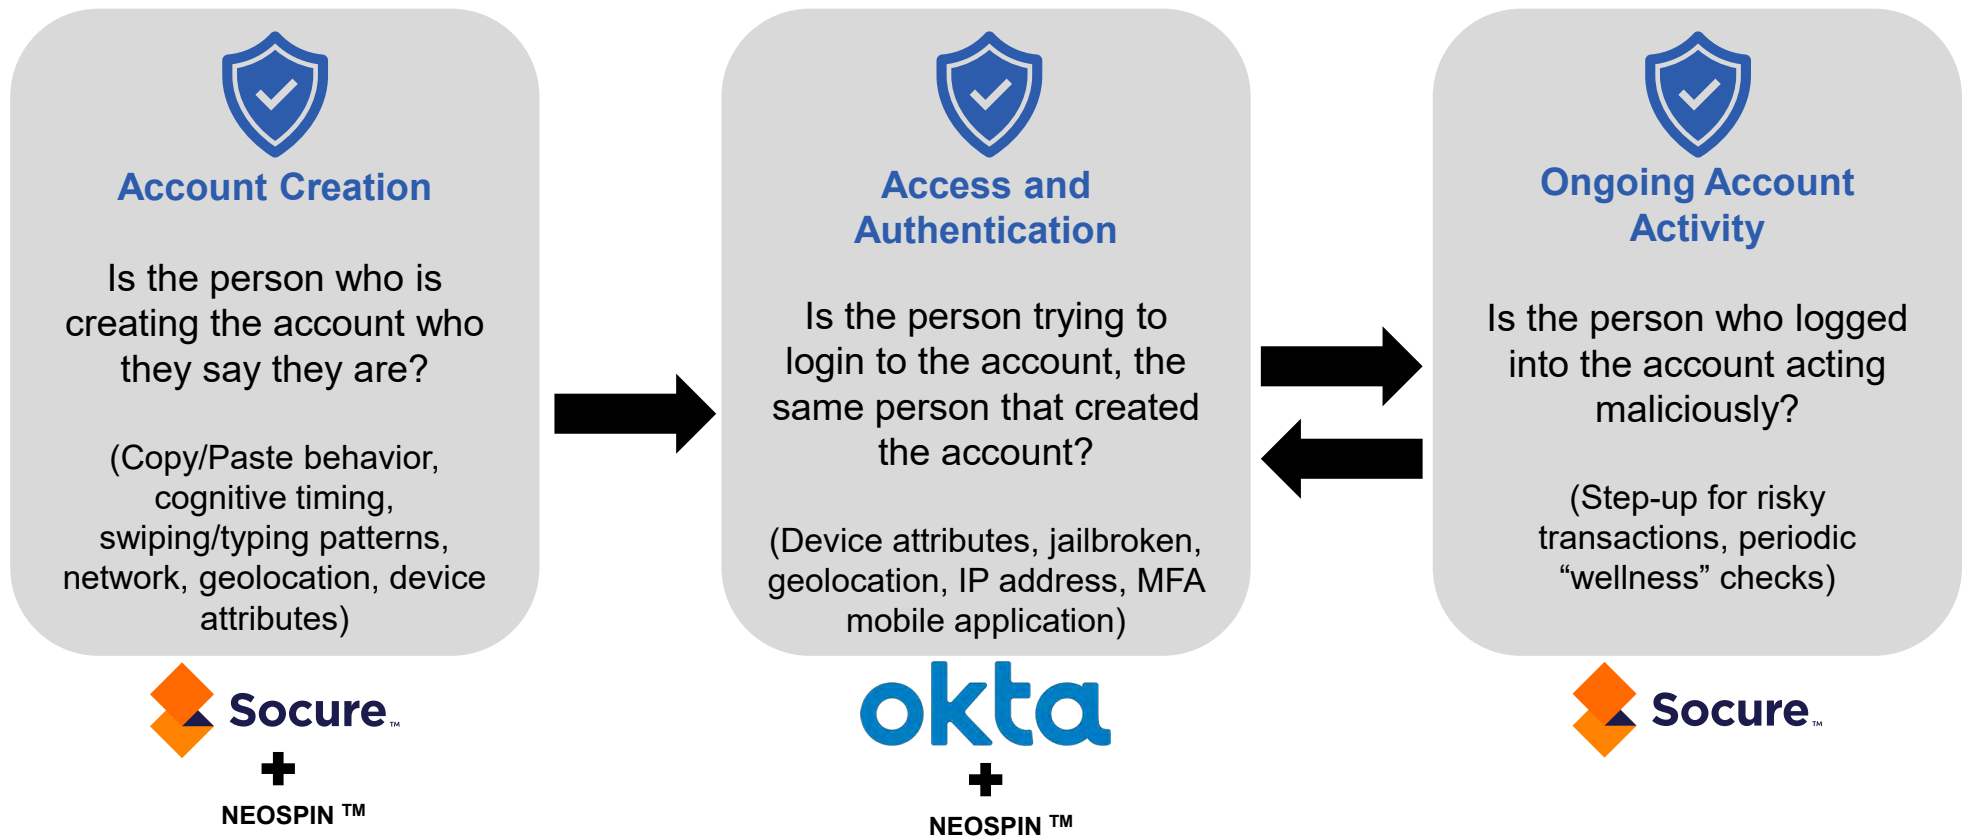 Account Creation
Is the person who is
creating the account who
they say they are?
(Copy/Paste behavior,
cognitive timing,
swiping/typing patterns,
network, geolocation, device
attributes)
Socure™
+
NEOSPIN ™
Access and
Authentication
Is the person trying to
login to the account, the
same person that created
the account?
(Device attributes, jailbroken,
geolocation, IP address, MFA
mobile application)
okta
+
NEOSPIN ™
Ongoing Account
Activity
Is the person who logged
into the account acting
maliciously?
(Step-up for risky
transactions, periodic
“wellness” checks)
Socure™